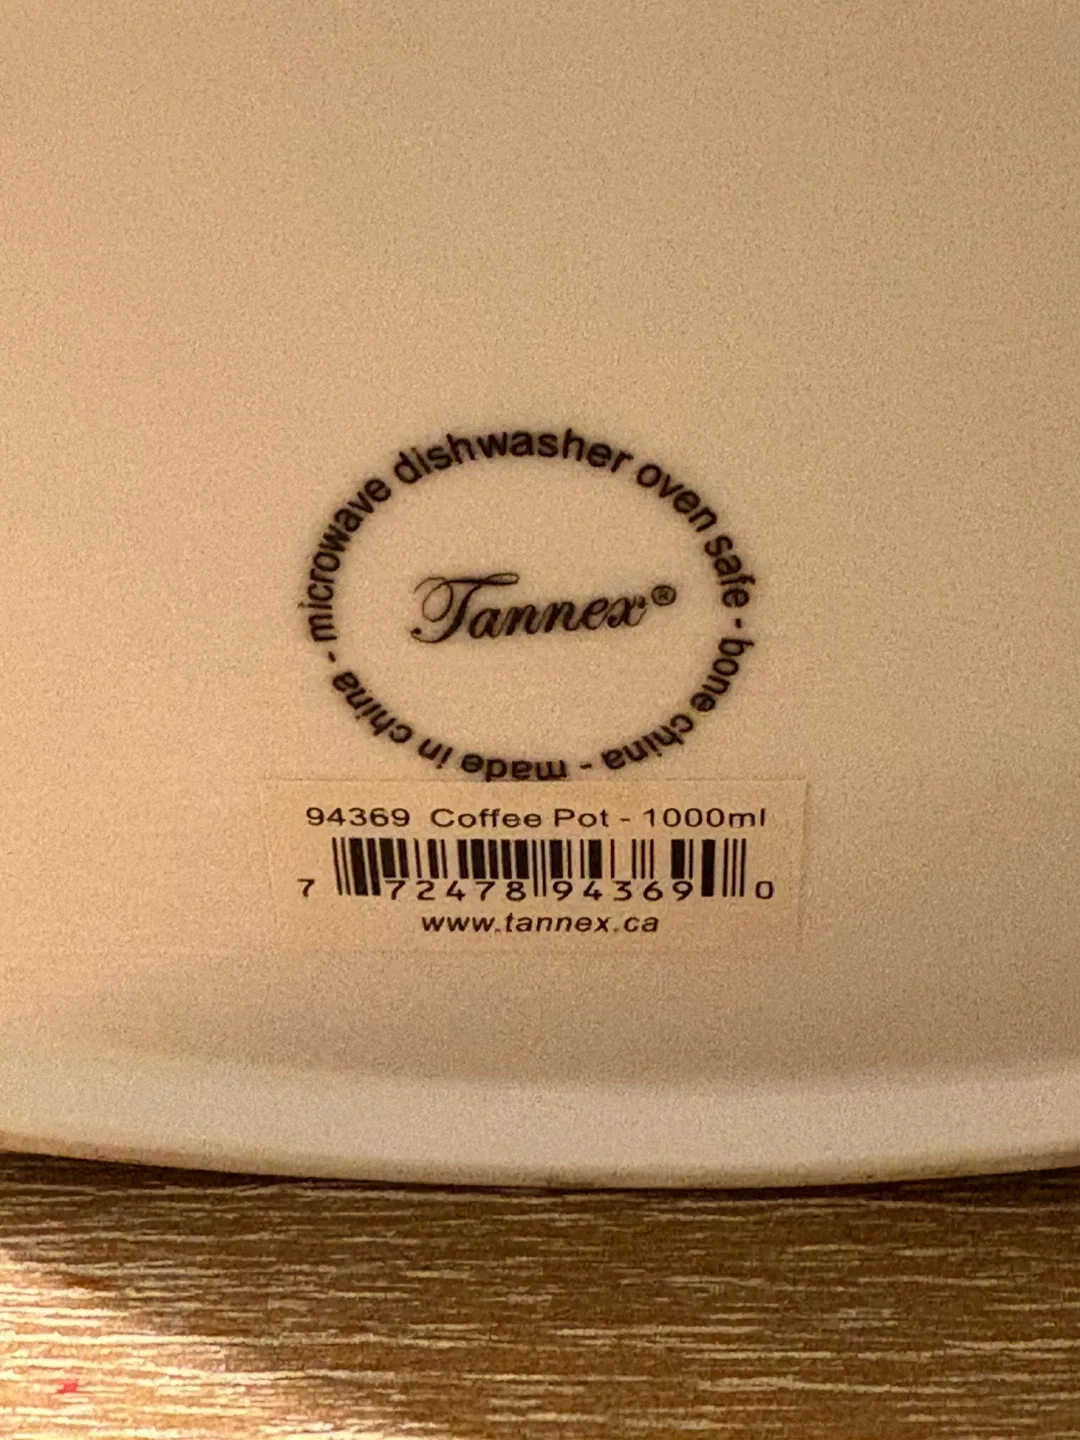 microwave dishwasher oven safe - bone china - made in china -
Tannex®
94369 Coffee Pot - 1000ml
7 72478 94369 0
www.tannex.ca